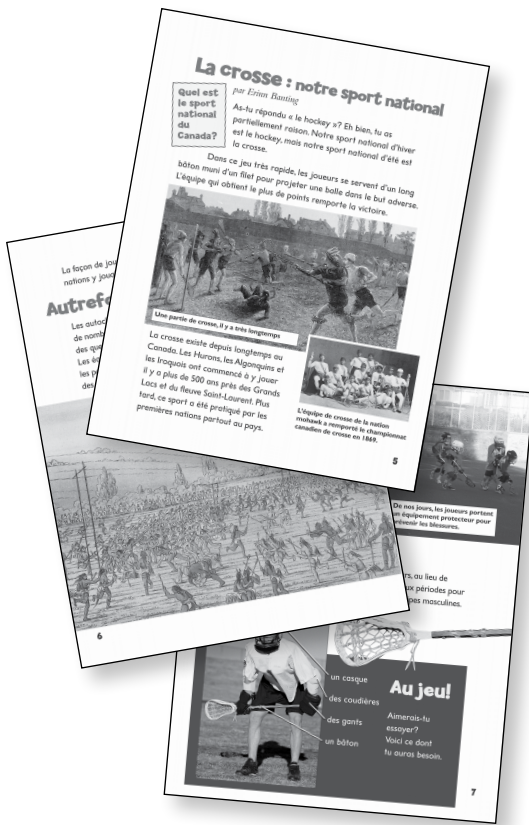 La crosse : notre sport national
par Erinn Banting
Quel est
le sport
national
du
Canada?
As-tu répondu « le hockey »? Eh bien, tu as
partiellement raison. Notre sport national d'hiver
est le hockey, mais notre sport national d'été est
la crosse.
Dans ce jeu très rapide, les joueurs se servent d'un long
bâton muni d'un filet pour projeter une balle dans le but adverse.
L'équipe qui obtient le plus de points remporte la victoire.
Une partie de crosse, il y a très longtemps
La crosse existe depuis longtemps au
Canada. Les Hurons, les Algonquins et
les Iroquois ont commencé à y jouer
il y a plus de 500 ans près des Grands
Lacs et du fleuve Saint-Laurent. Plus
tard, ce sport a été pratiqué par les
premières nations partout au pays.
L'équipe de crosse de la nation
mohawk a remporté le championnat
canadien de crosse en 1869.
5
La façon de jou
nations y joua
Autrefo
Les autoc
de nomb
des que
Les éq
les p
des
6
De nos jours, les joueurs portent
un équipement protecteur pour
prévenir les blessures.
rs, au lieu de
ux périodes pour
pes masculines.
un casque
des coudières
des gants
un bâton
Au jeu!
Aimerais-tu
essayer?
Voici ce dont
tu auras besoin.
7